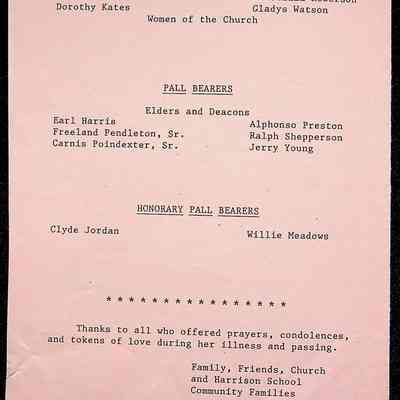 Dorothy Kates
Gladys Watson
Women of the Church
PALL BEARERS
Elders and Deacons
Earl Harris
Alphonso Preston
Freeland Pendleton, Sr.
Ralph Shepperson
Carnis Poindexter, Sr.
Jerry Young
HONORARY PALL BEARERS
Clyde Jordan
Willie Meadows
* * * * * * * * * * * * * * * *
Thanks to all who offered prayers, condolences,
and tokens of love during her illness and passing.
Family, Friends, Church
and Harrison School
Community Families